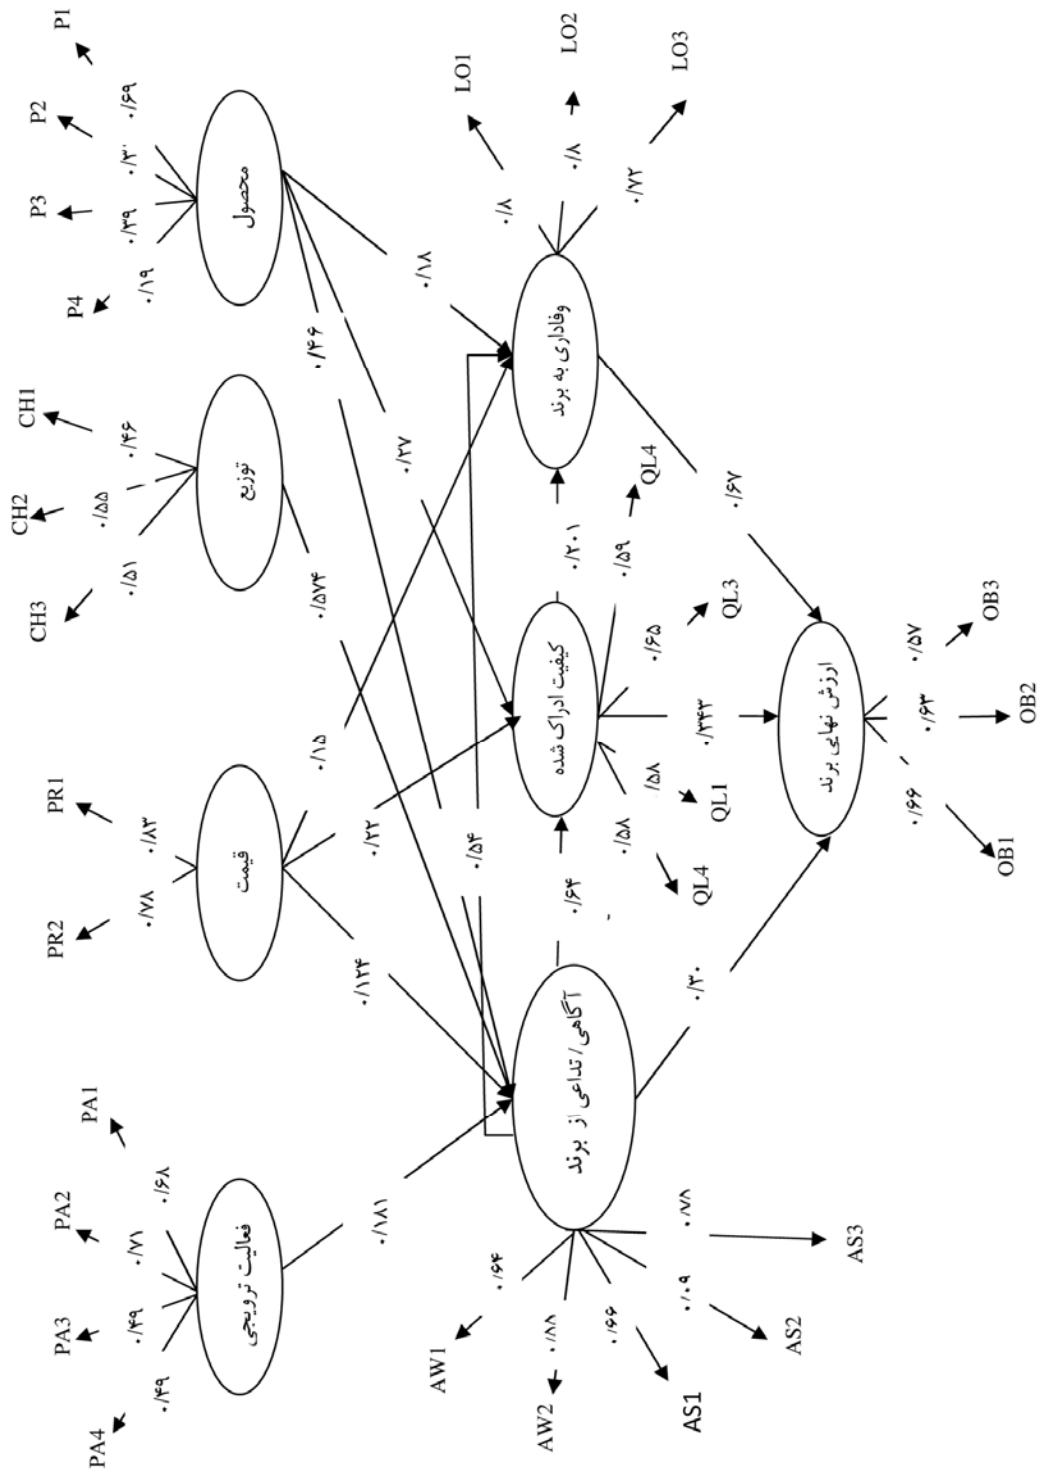 PA4
PA3
PA2
PA1
PR2
PR1
CH3
CH2
CH1
P4
P3
P2
P1
۰/۴۹
۰/۴۹
۰/۷۱
۰/۶۸
۰/۷۸
۰/۸۳
۰/۵۱
۰/۵۵
۰/۴۶
۰/۱۹
۰/۳۹
۰/۳۰
۰/۶۹
فعالیت ترویجی
قیمت
توزیع
محصول
۰/۱۸۱
۰/۱۲۴
۰/۲۲
۰/۱۵
۰/۵۷۴
۰/۴۶
۰/۲۷
۰/۱۸
۰/۵۴
AW1
۰/۶۴
AW2
۰/۸۸
AS1
۰/۶۶
AS2
۰/۰۹
AS3
۰/۷۸
آگاهی/ تداعی از برند
۰/۶۴
کیفیت ادراک شده
۰/۲۰۱
وفاداری به برند
LO1
۰/۸
LO2
۰/۸
LO3
۰/۷۲
۰/۵۸
QL4
۰/۵۸
QL1
۰/۶۵
QL3
۰/۵۹
QL4
۰/۳۰
۰/۳۴۳
۰/۶۷
ارزش نهایی برند
۰/۶۶
۰/۶۳
۰/۵۷
OB1
OB2
OB3